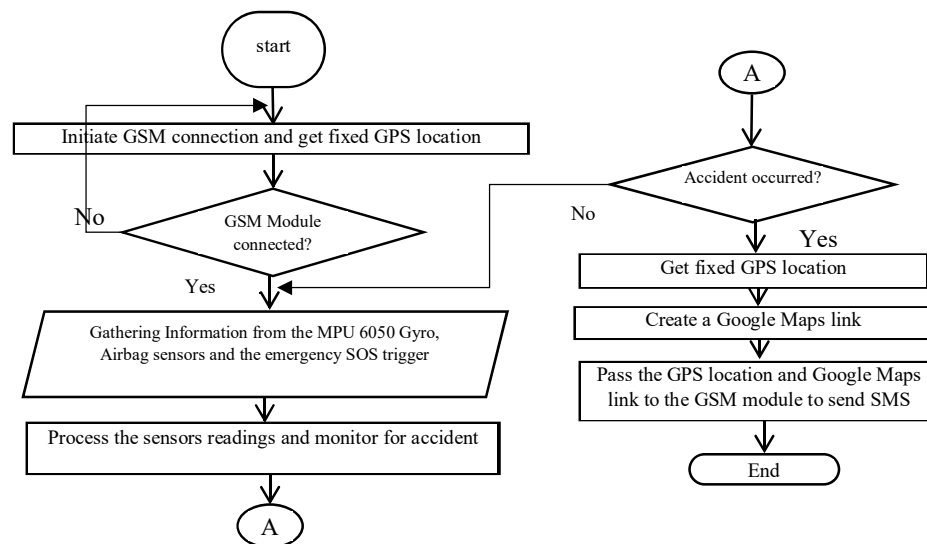 start
Initiate GSM connection and get fixed GPS location
No
GSM Module
connected?
Yes
Gathering Information from the MPU 6050 Gyro,
Airbag sensors and the emergency SOS trigger
Process the sensors readings and monitor for accident
A
A
Accident occurred?
No
Yes
Get fixed GPS location
Create a Google Maps link
Pass the GPS location and Google Maps
link to the GSM module to send SMS
End